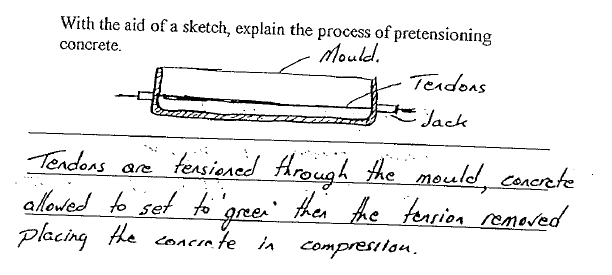 With the aid of a sketch, explain the process of pretensioning
concrete.
Mould.
Tendons
Jack
Tendons are tensioned through the mould, concrete
allowed to set to 'green' then the tension removed
placing the concrete in compression.